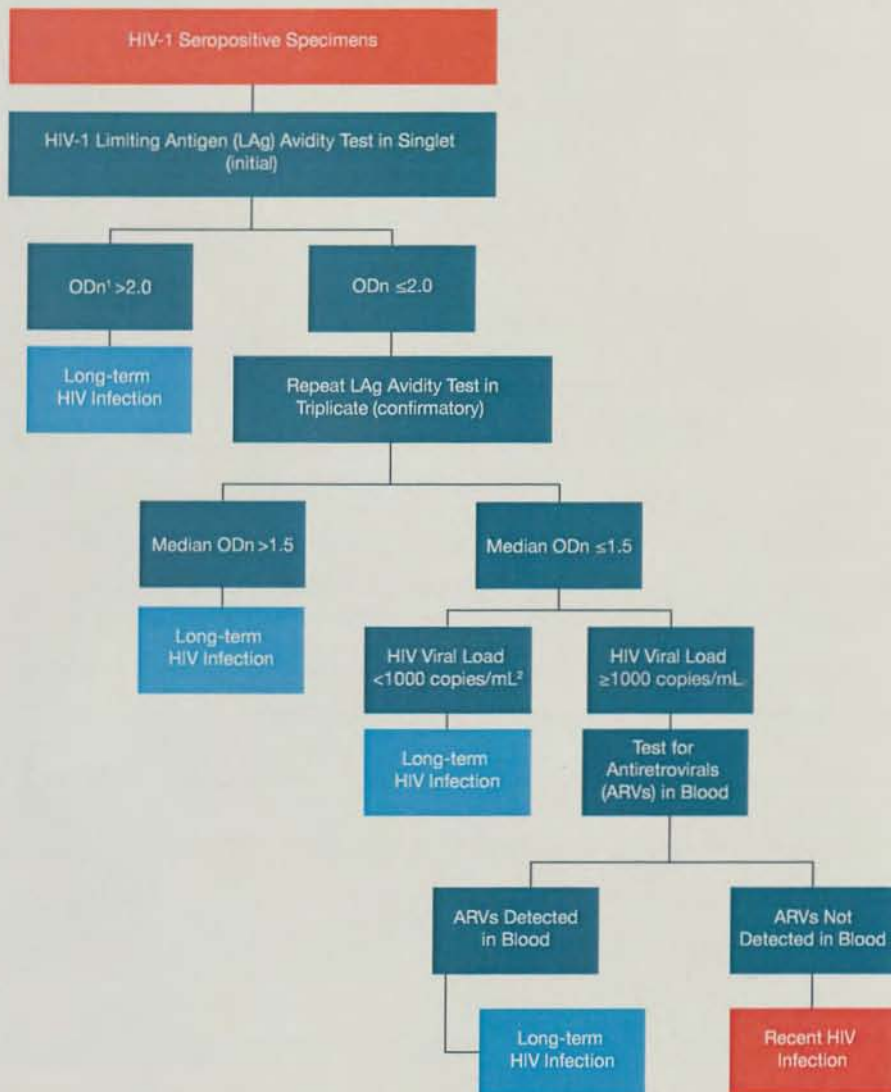 HIV-1 Seropositive Specimens
HIV-1 Limiting Antigen (LAg) Avidity Test in Singlet
(initial)
ODn¹ >2.0
ODn ≤2.0
Long-term
HIV Infection
Repeat LAg Avidity Test in
Triplicate (confirmatory)
Median ODn >1.5
Median ODn ≤1.5
Long-term
HIV Infection
HIV Viral Load
<1000 copies/mL²
HIV Viral Load
≥1000 copies/mL
Long-term
HIV Infection
Test for
Antiretrovirals
(ARVs) in Blood
ARVs Detected
in Blood
ARVs Not
Detected in Blood
Long-term
HIV Infection
Recent HIV
Infection